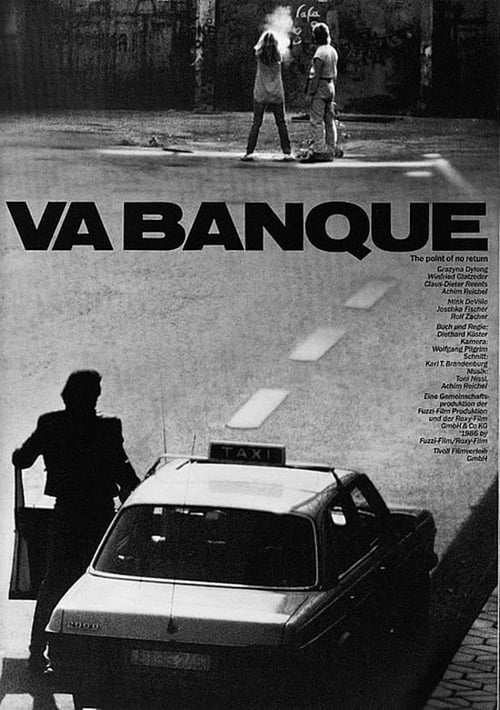 VA BANQUE
The point of no return
Grazyna Dylong
Winfried Glatzeder
Claus-Dieter Reents
Achim Reichel
Mink DeVille
Joschka Fischer
Rolf Zacher
Buch und Regie:
Diethard Küster
Kamera:
Wolfgang Pilgrim
Schnitt:
Karl T. Brandenburg
Musik:
Toni Nissl,
Achim Reichel
Eine Gemeinschafts-
produktion der
Fuzzi-Film Produktion
und der Roxy-Film
GmbH & Co KG
1986 by
Fuzzi-Film/Roxy-Film
Tivoli Filmverleih
GmbH
TAXI
200D